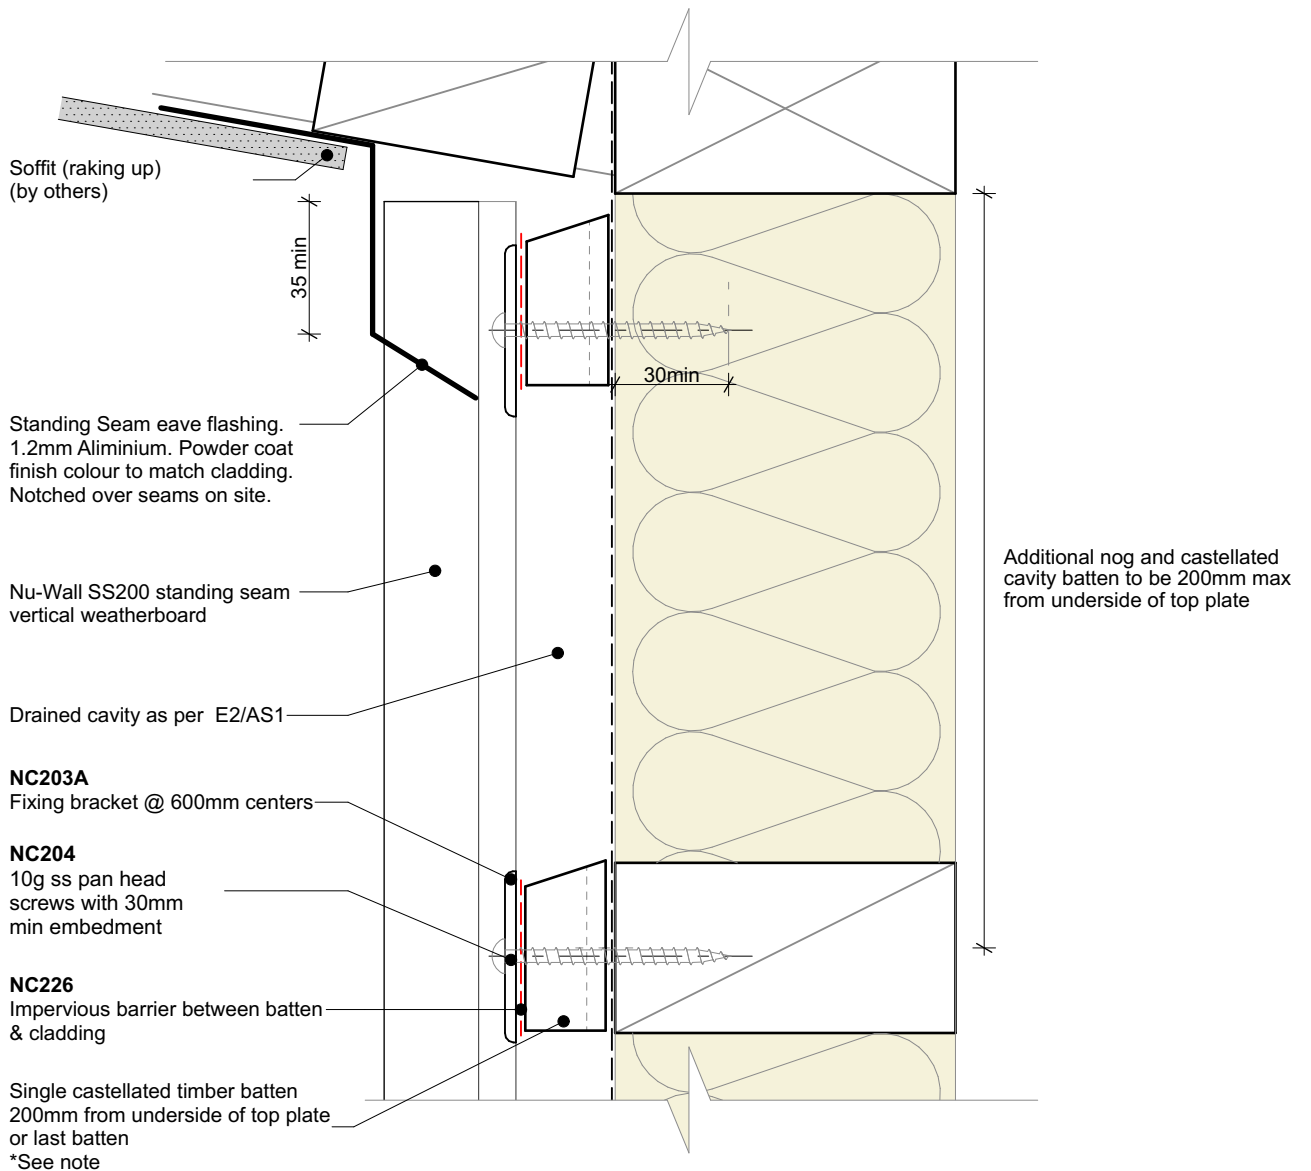 Soffit (raking up)
(by others)
35 min
30min
Standing Seam eave flashing.
1.2mm Aliminium. Powder coat
finish colour to match cladding.
Notched over seams on site.
Additional nog and castellated
cavity batten to be 200mm max
from underside of top plate
Nu-Wall SS200 standing seam
vertical weatherboard
Drained cavity as per E2/AS1
NC203A
Fixing bracket @ 600mm centers
NC204
10g ss pan head
screws with 30mm
min embedment
NC226
Impervious barrier between batten
& cladding
Single castellated timber batten
200mm from underside of top plate
or last batten
*See note